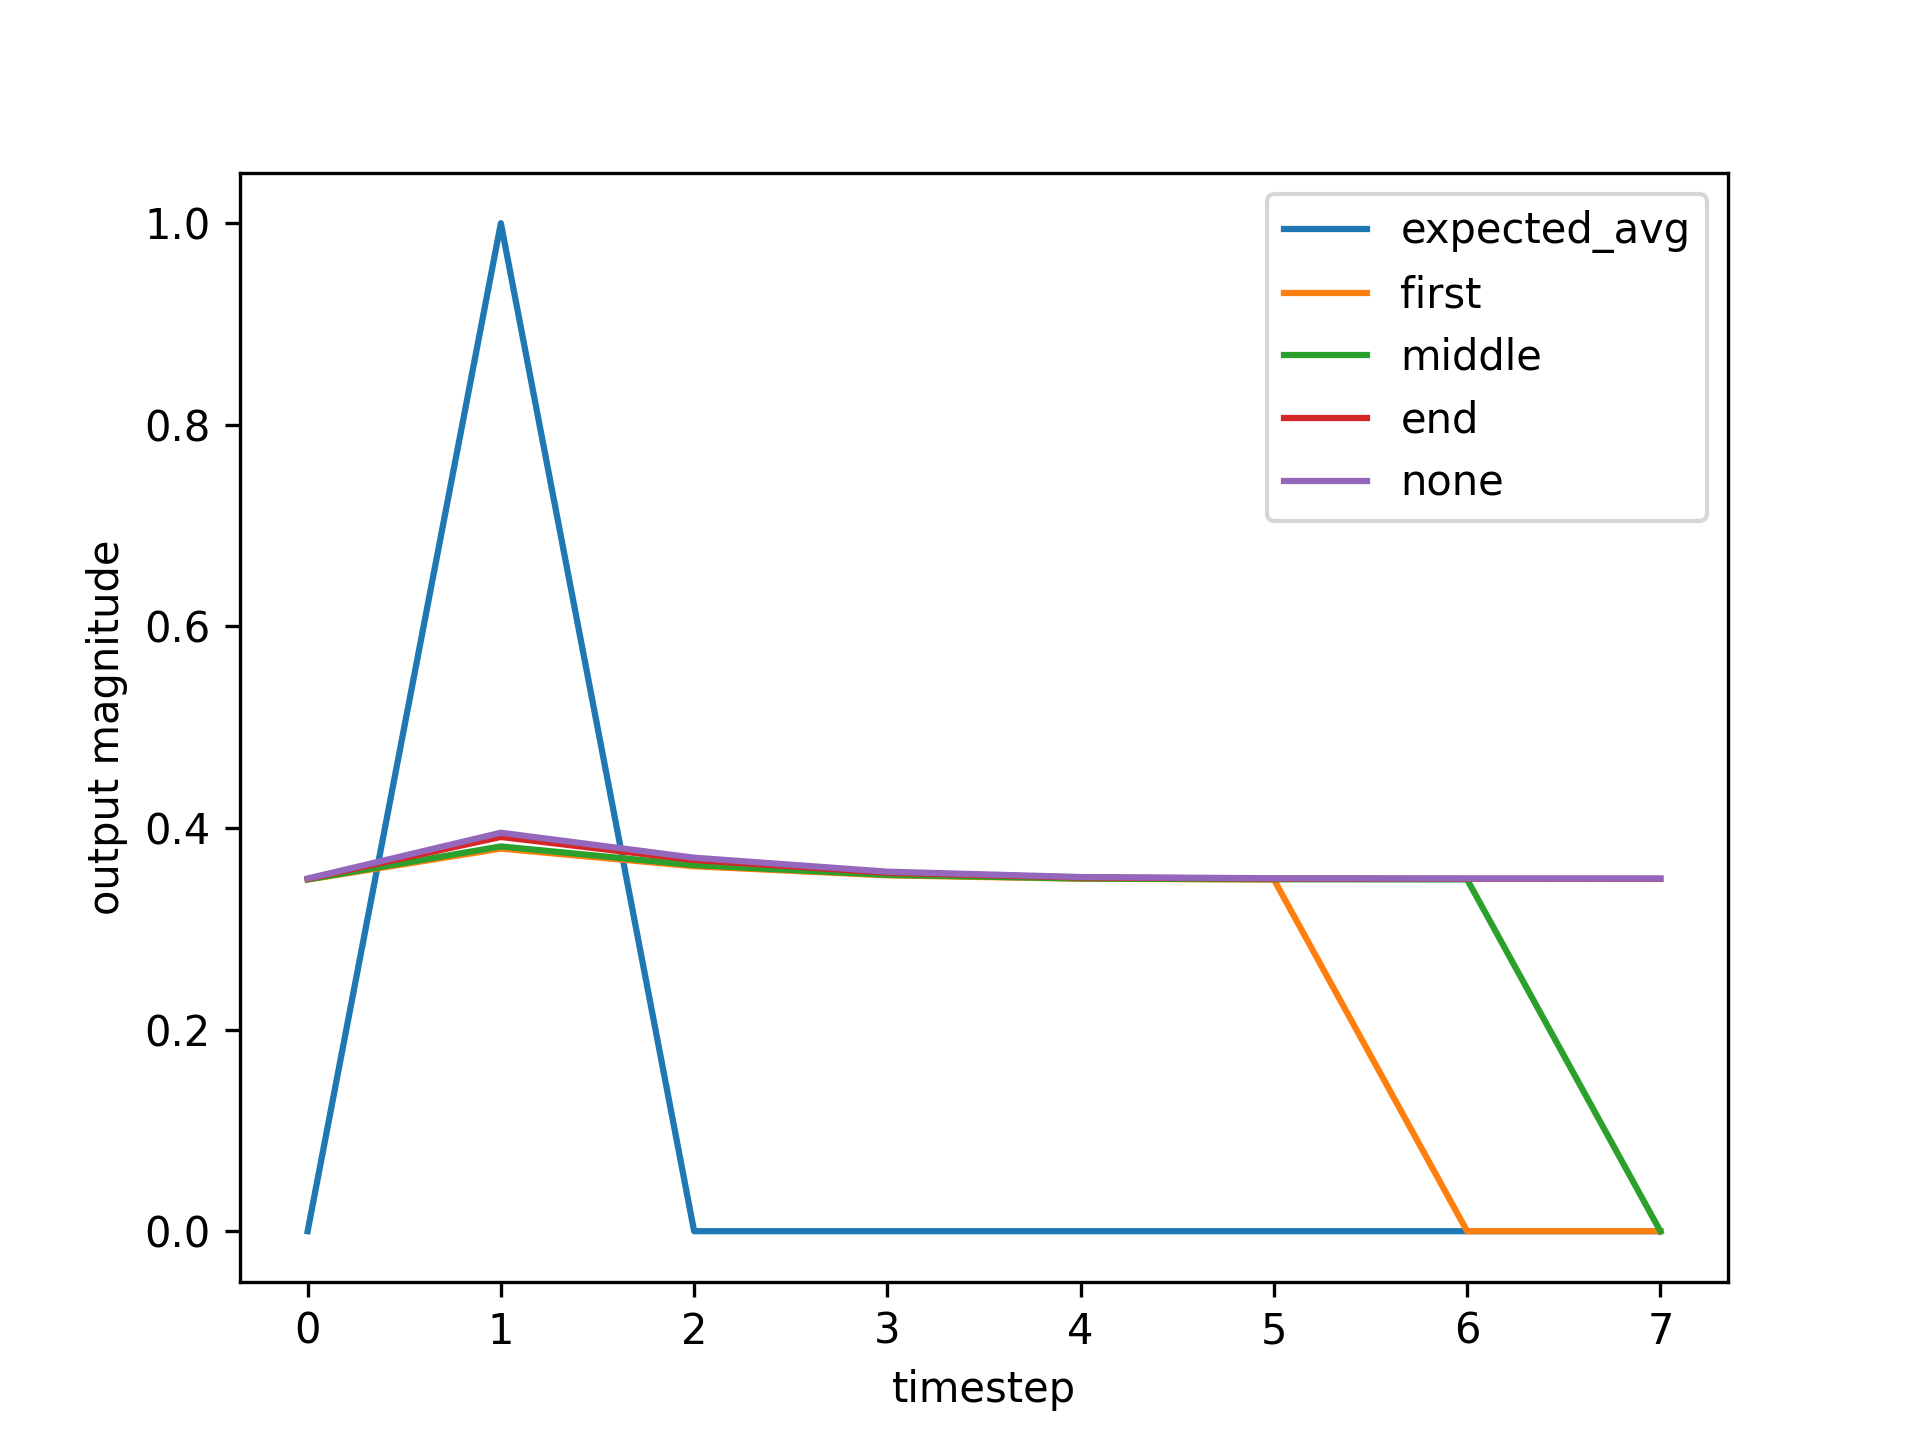 expected_avg
first
middle
end
none
1.0
0.8
0.6
0.4
0.2
0.0
output magnitude
0 1 2 3 4 5 6 7
timestep